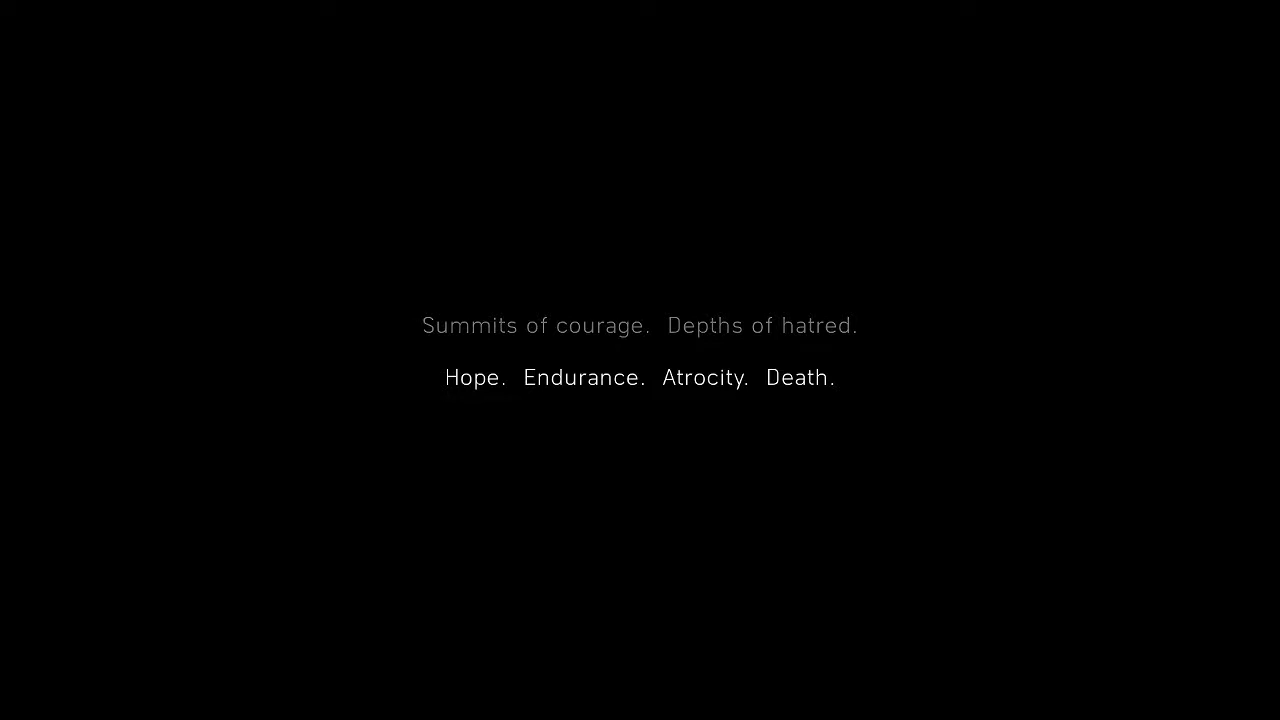 Summits of courage.  Depths of hatred.
Hope.  Endurance.  Atrocity.  Death.